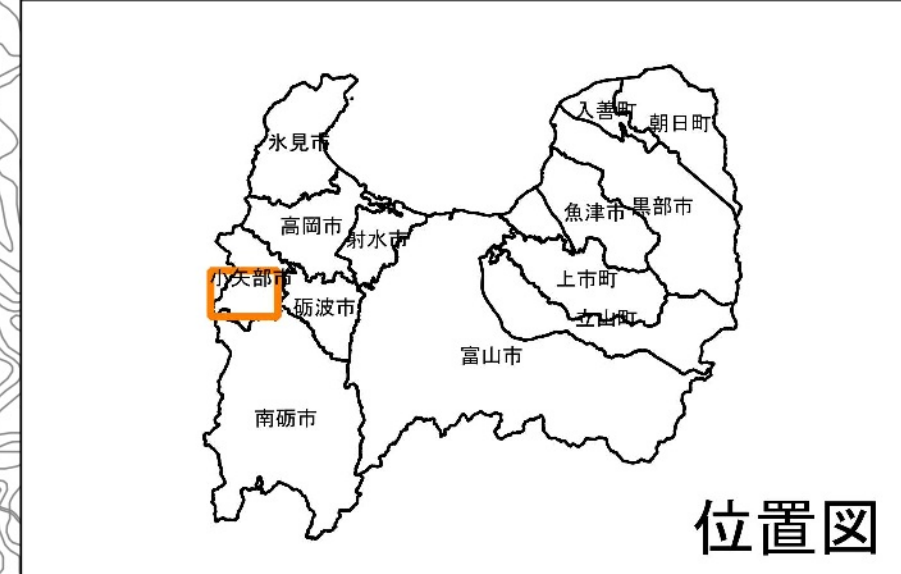 入善町
朝日町
氷見市
魚津市
黒部市
高岡市
射水市
小矢部市
上市町
砺波市
立山町
富山市
南砺市
位置図